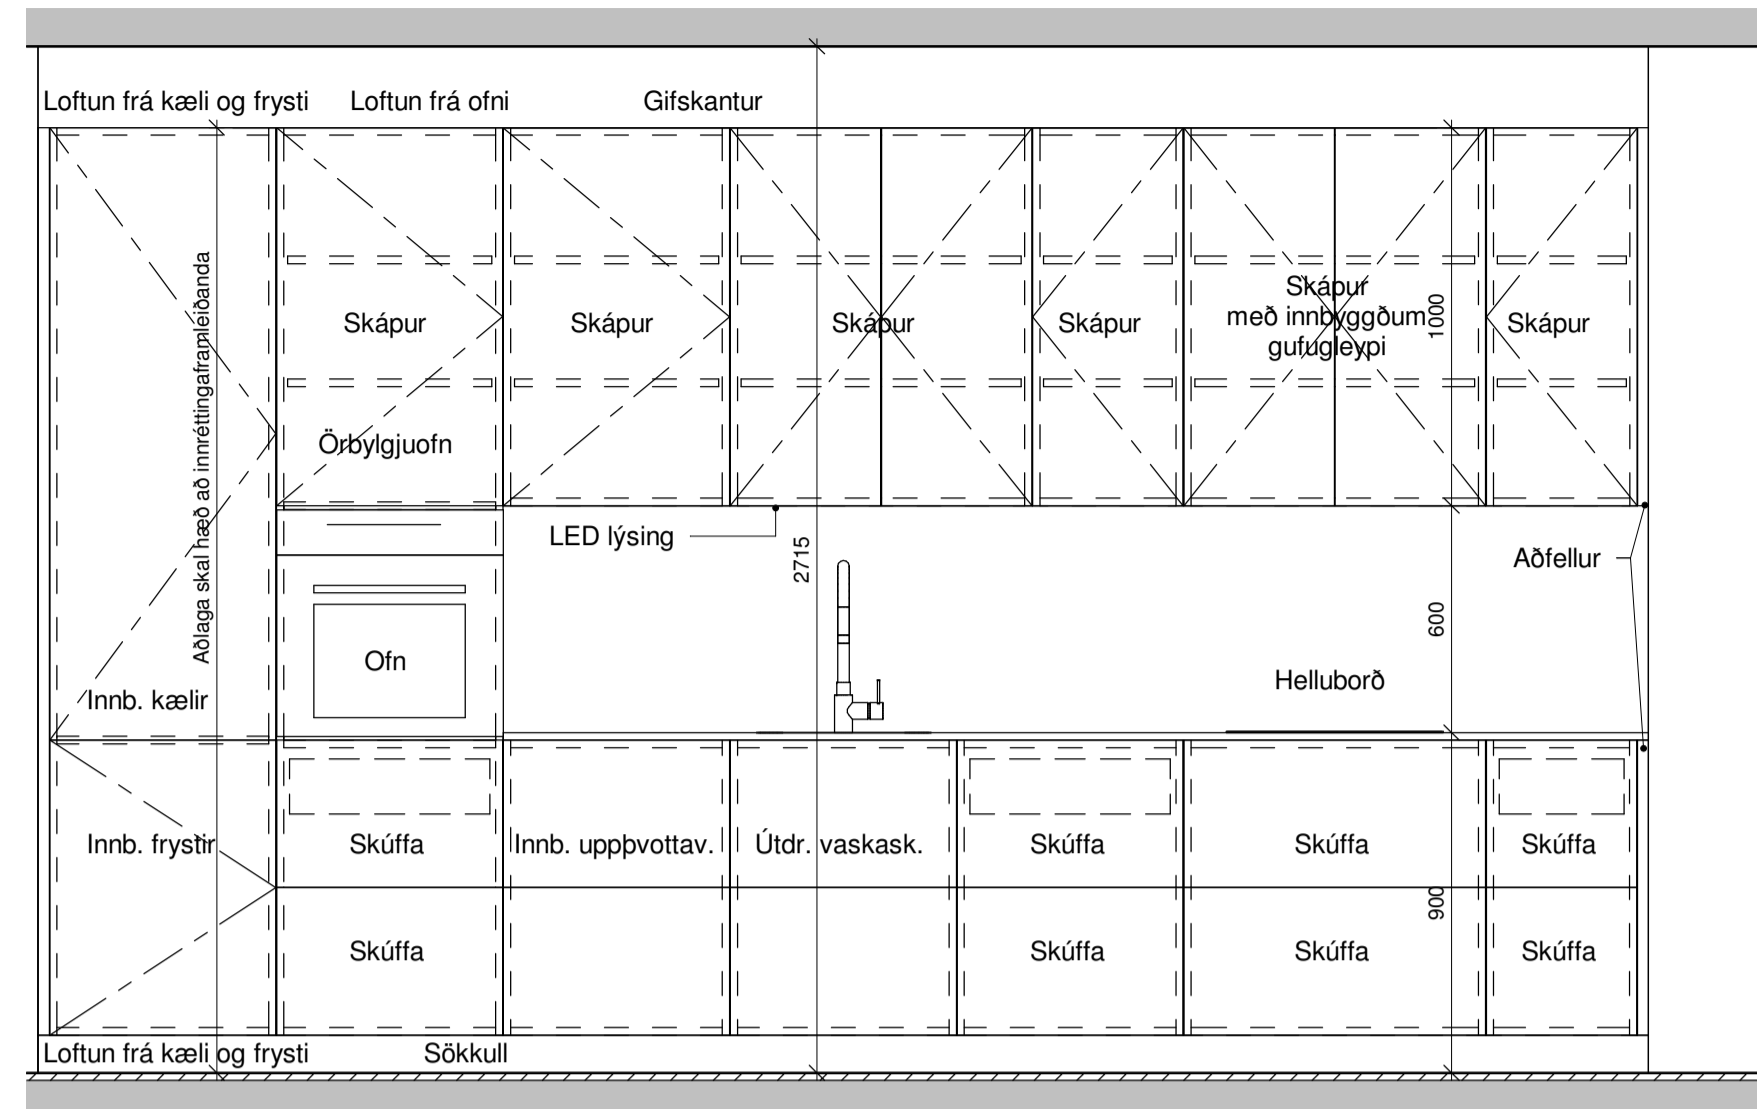 Loftun frá kæli og frysti
Loftun frá ofni
Gifskantur
Aðlaga skal hæð að innréttingaframleiðanda
Skápur
Skápur
Skápur
Skápur
Skápur
með innbyggðum
gufugleypi
1000
Skápur
Örbylgjuofn
LED lýsing
2715
Aðfellur
600
Ofn
Innb. kælir
Helluborð
Innb. frystir
Skúffa
Innb. uppþvottav.
Útdr. vaskask.
Skúffa
Skúffa
Skúffa
900
Skúffa
Skúffa
Skúffa
Skúffa
Loftun frá kæli og frysti
Sökkull